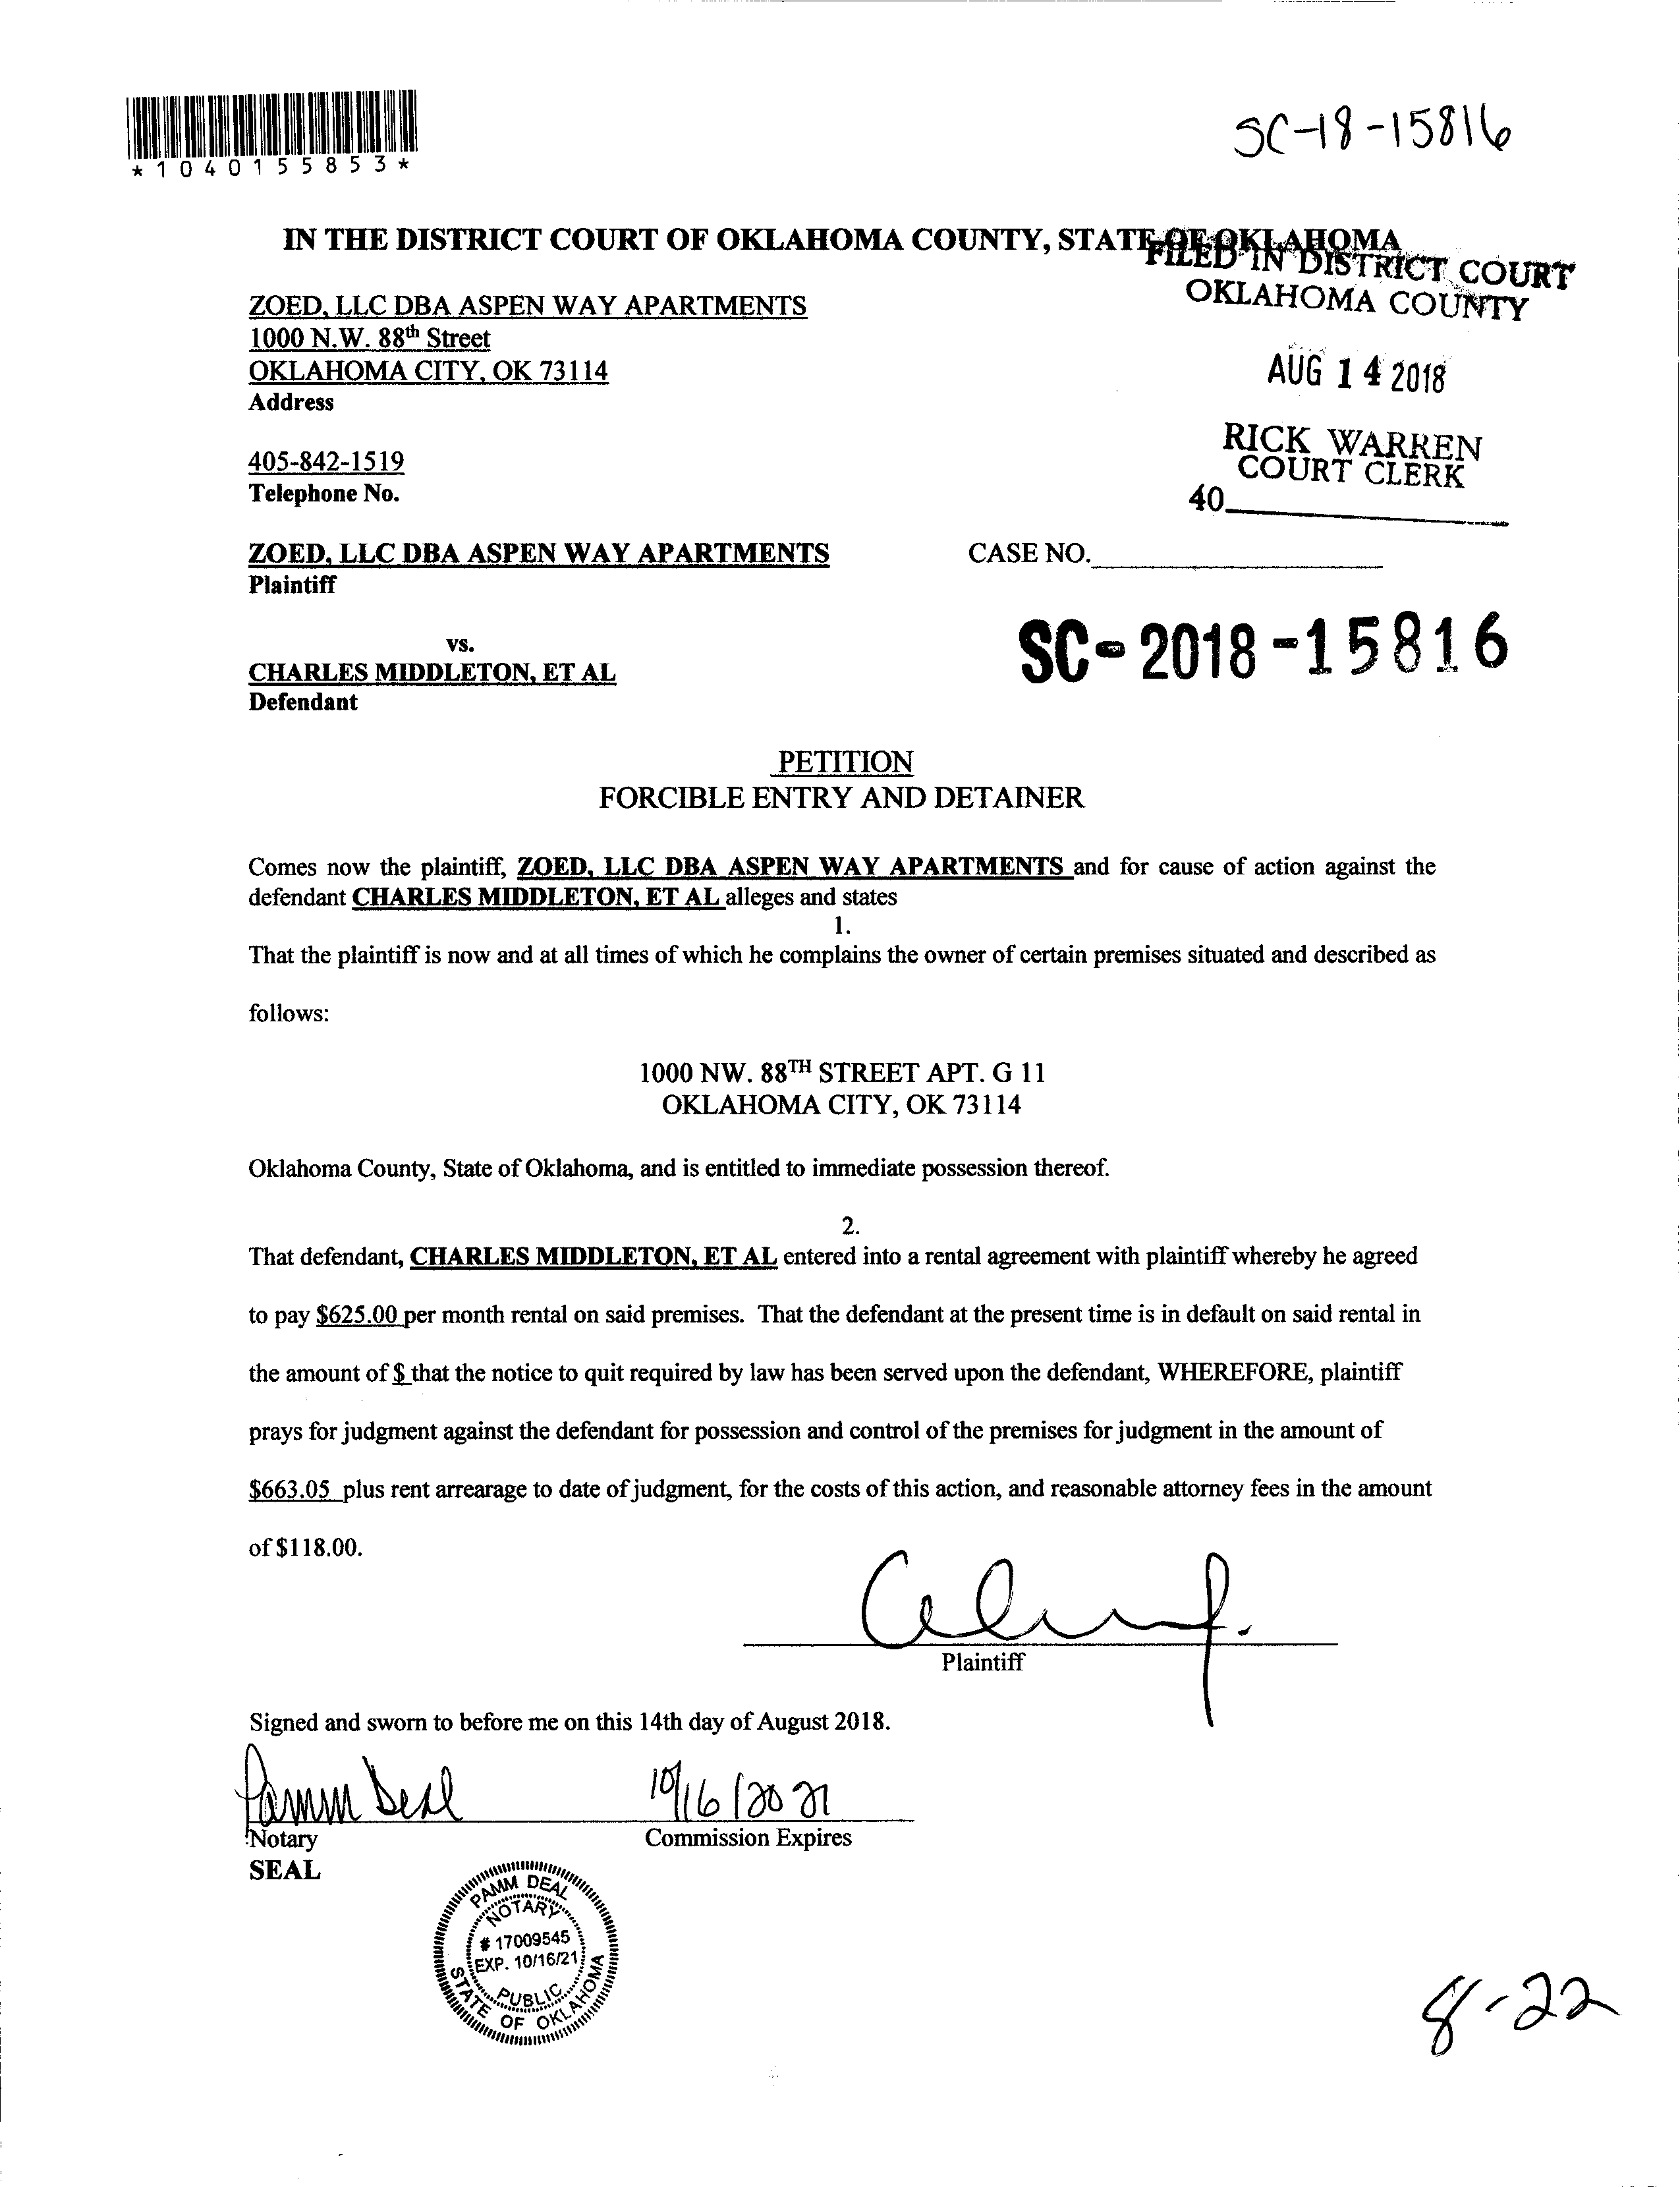 *1040155853*
SC-18-15816
IN THE DISTRICT COURT OF OKLAHOMA COUNTY, STATE OF OKLAHOMA
FILED IN DISTRICT COURT
OKLAHOMA COUNTY
ZOED, LLC DBA ASPEN WAY APARTMENTS
1000 N.W. 88th Street
OKLAHOMA CITY, OK 73114
Address
AUG 14 2018
RICK WARREN
COURT CLERK
40
405-842-1519
Telephone No.
ZOED, LLC DBA ASPEN WAY APARTMENTS
Plaintiff
CASE NO.
SC-2018-15816
vs.
CHARLES MIDDLETON, ET AL
Defendant
PETITION
FORCIBLE ENTRY AND DETAINER
Comes now the plaintiff, ZOED, LLC DBA ASPEN WAY APARTMENTS and for cause of action against the
defendant CHARLES MIDDLETON, ET AL alleges and states
1.
That the plaintiff is now and at all times of which he complains the owner of certain premises situated and described as
follows:
1000 NW. 88TH STREET APT. G 11
OKLAHOMA CITY, OK 73114
Oklahoma County, State of Oklahoma, and is entitled to immediate possession thereof.
2.
That defendant, CHARLES MIDDLETON, ET AL entered into a rental agreement with plaintiff whereby he agreed
to pay $625.00 per month rental on said premises. That the defendant at the present time is in default on said rental in
the amount of $ that the notice to quit required by law has been served upon the defendant, WHEREFORE, plaintiff
prays for judgment against the defendant for possession and control of the premises for judgment in the amount of
$663.05 plus rent arrearage to date of judgment, for the costs of this action, and reasonable attorney fees in the amount
of $118.00.
Plaintiff
Signed and sworn to before me on this 14th day of August 2018.
Pamm Deal
10/16/2021
Notary
Commission Expires
SEAL
PAMM DEAL
NOTARY
# 17009545
EXP. 10/16/21
PUBLIC
STATE OF OKLAHOMA
8-22